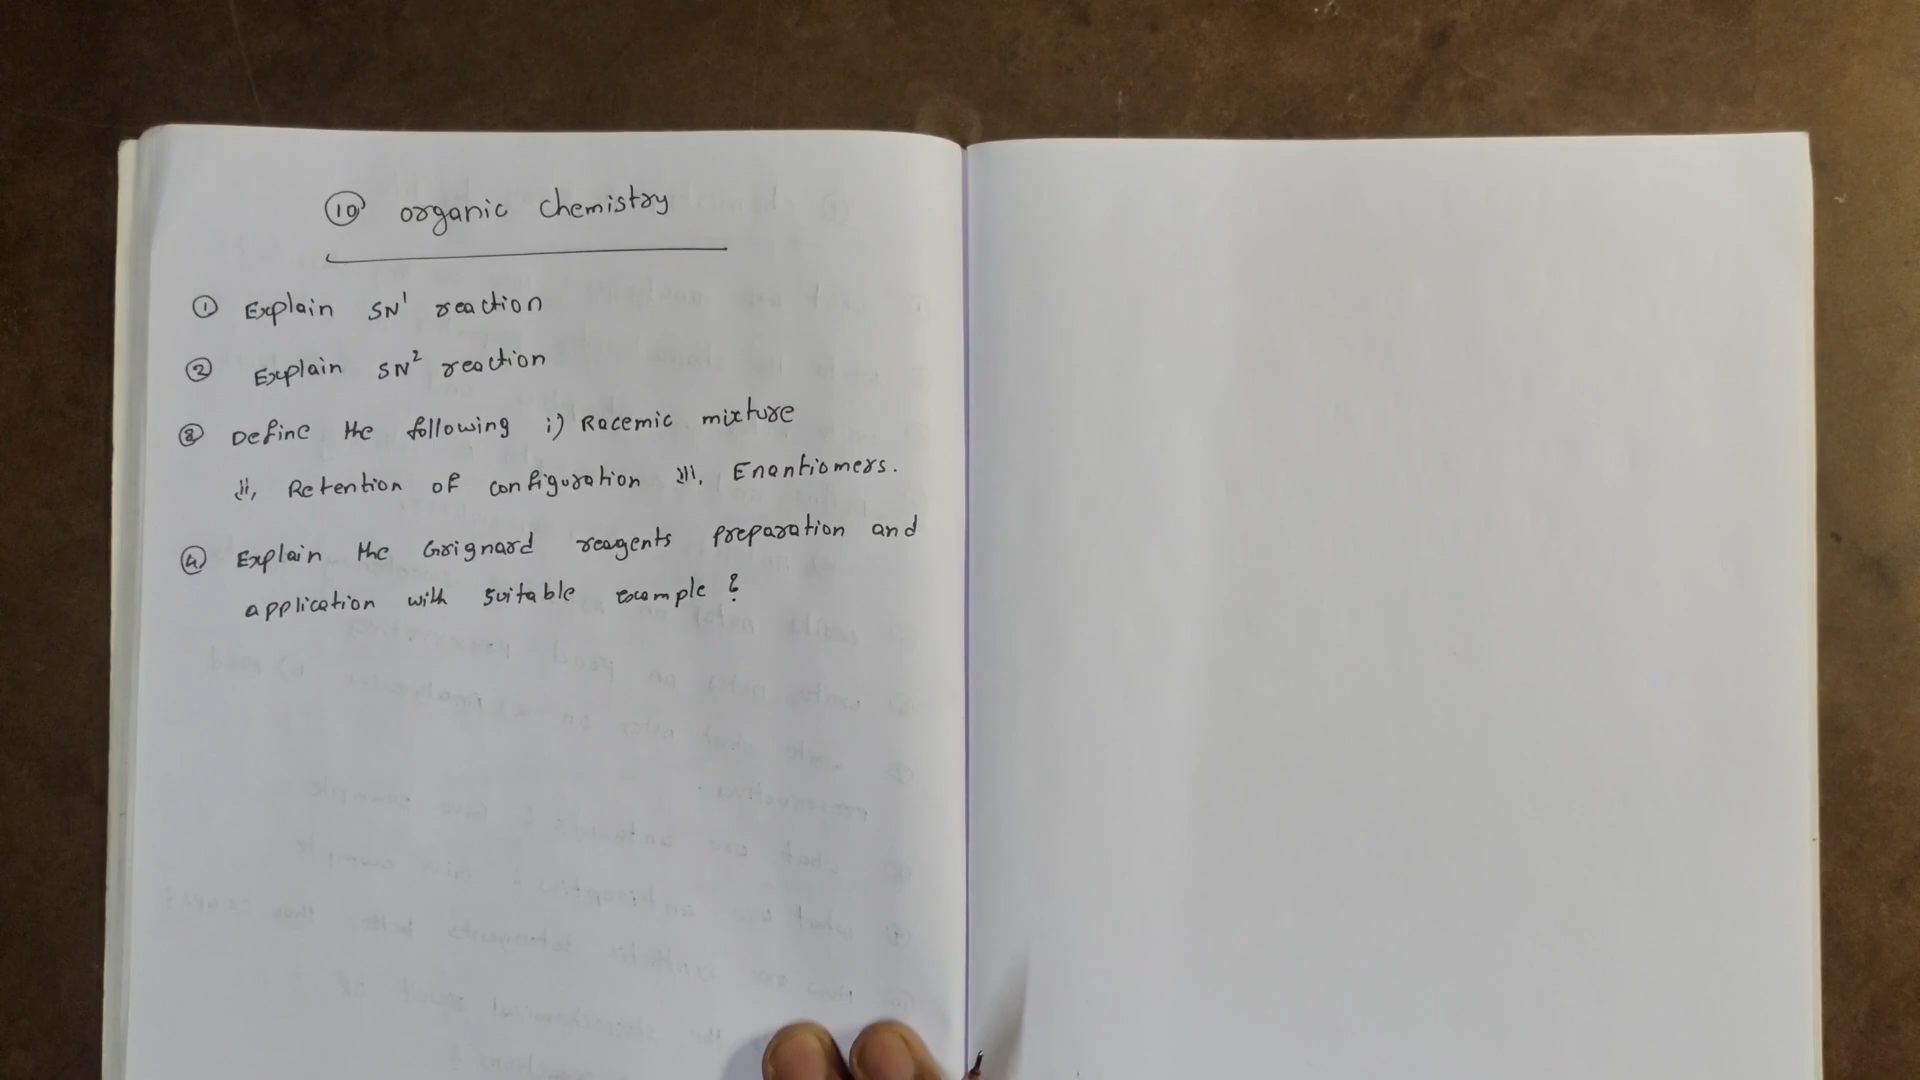 10 organic chemistry
① Explain SN¹ reaction
② Explain SN² reaction
③ Define the following i) Racemic mixture
ii, Retention of configuration iii, Enantiomers.
④ Explain the Grignard reagents preparation and
application with suitable example ?